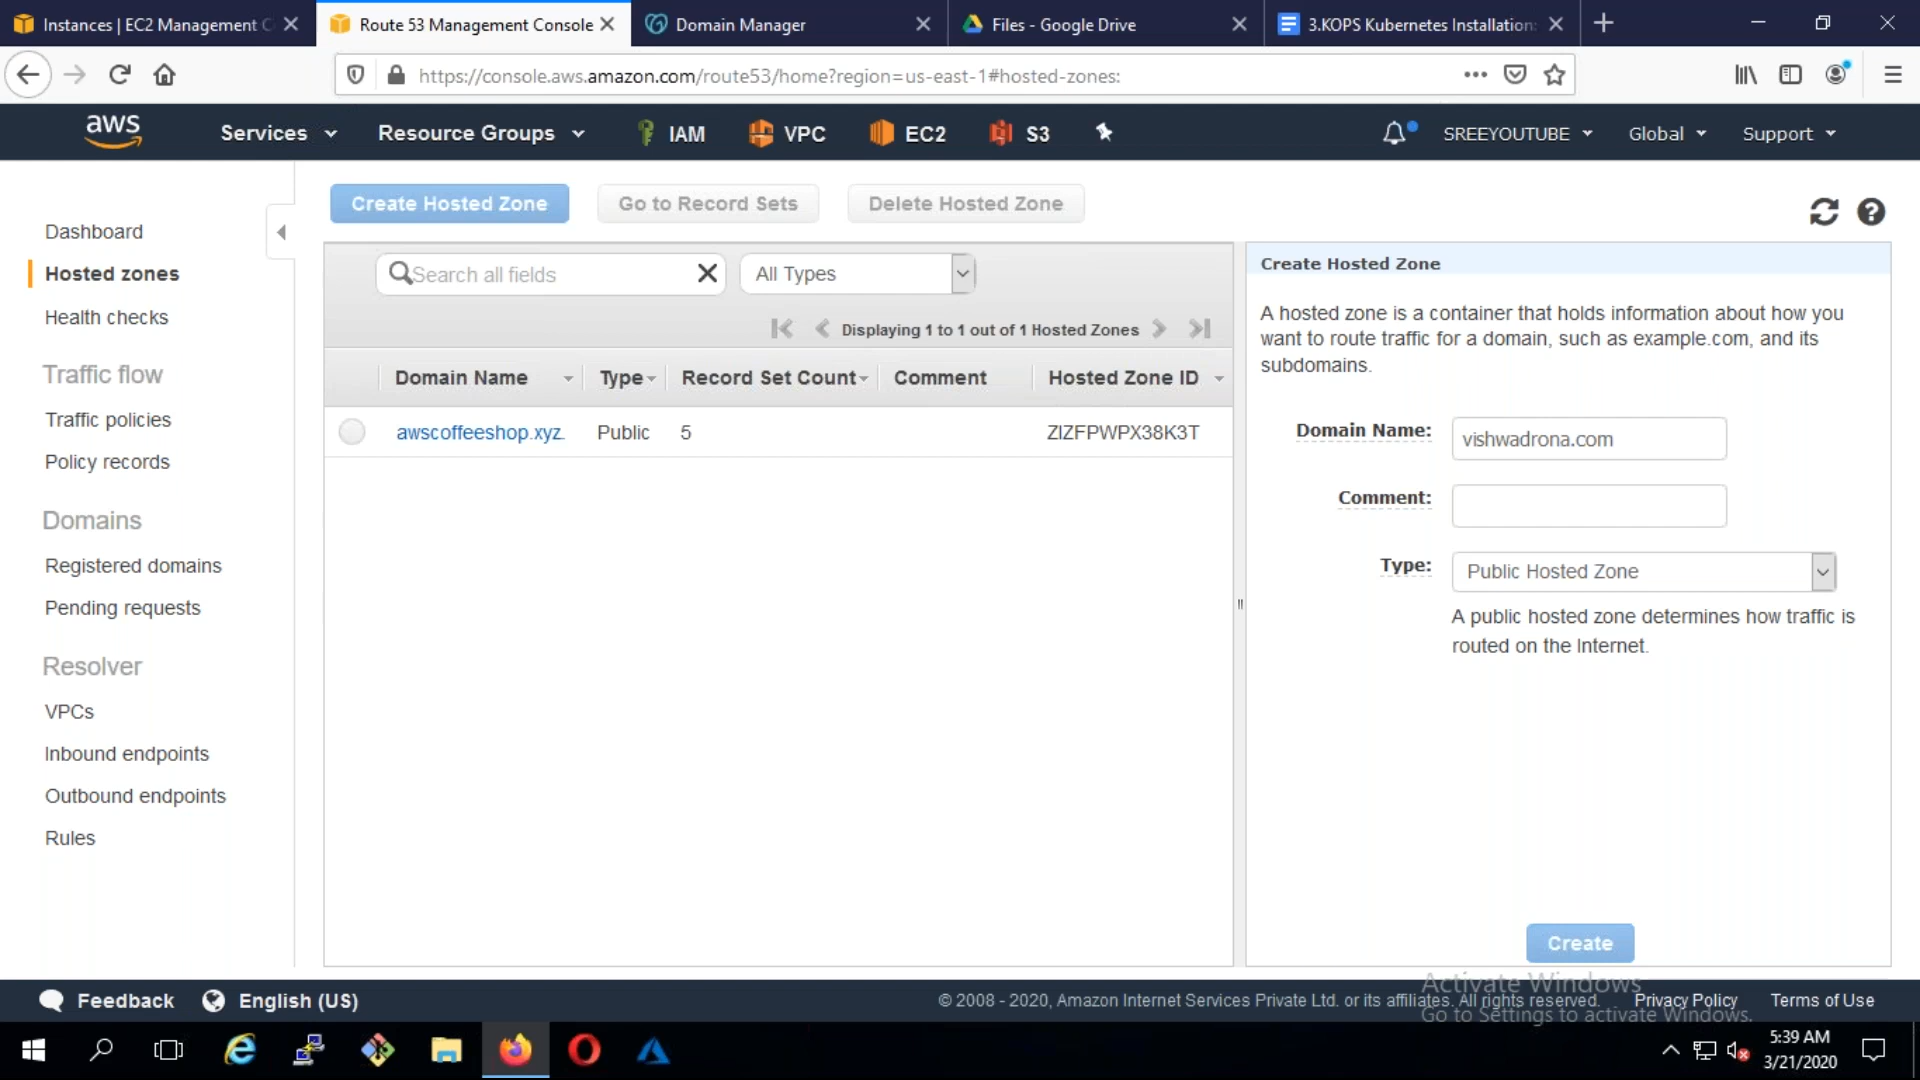 Instances | EC2 Management C
Route 53 Management Console
Domain Manager
Files - Google Drive
3.KOPS Kubernetes Installation:
https://console.aws.amazon.com/route53/home?region=us-east-1#hosted-zones:
aws
Services
Resource Groups
IAM
VPC
EC2
S3
SREEYOUTUBE
Global
Support
Dashboard
Hosted zones
Health checks
Traffic flow
Traffic policies
Policy records
Domains
Registered domains
Pending requests
Resolver
VPCs
Inbound endpoints
Outbound endpoints
Rules
Create Hosted Zone
Go to Record Sets
Delete Hosted Zone
Search all fields
All Types
Displaying 1 to 1 out of 1 Hosted Zones
Domain Name
Type
Record Set Count
Comment
Hosted Zone ID
awscoffeeshop.xyz.
Public
5
ZIZFPWPX38K3T
Create Hosted Zone
A hosted zone is a container that holds information about how you
want to route traffic for a domain, such as example.com, and its
subdomains.
Domain Name:
vishwadrona.com
Comment:
Type:
Public Hosted Zone
A public hosted zone determines how traffic is
routed on the Internet.
Create
Activate Windows
Go to Settings to activate Windows.
Feedback
English (US)
© 2008 - 2020, Amazon Internet Services Private Ltd. or its affiliates. All rights reserved.
Privacy Policy
Terms of Use
5:39 AM
3/21/2020